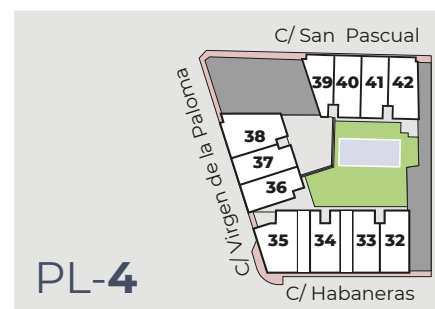 C/ San Pascual
39 40 41 42
C/ Virgen de la Paloma
38
37
36
35 34 33 32
PL-4
C/ Habaneras